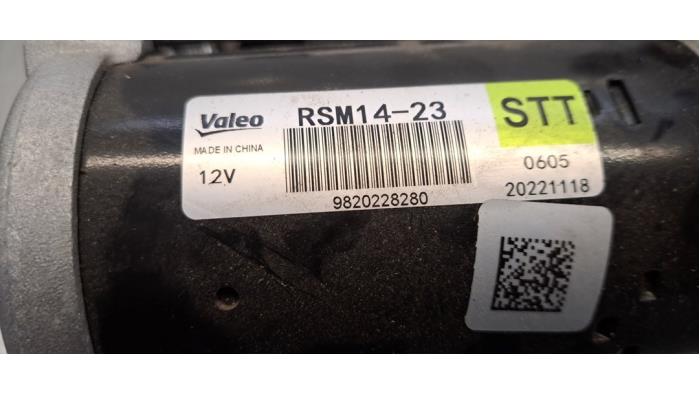 Valeo
RSM14-23
STT
MADE IN CHINA
12V
0605
9820228280
20221118